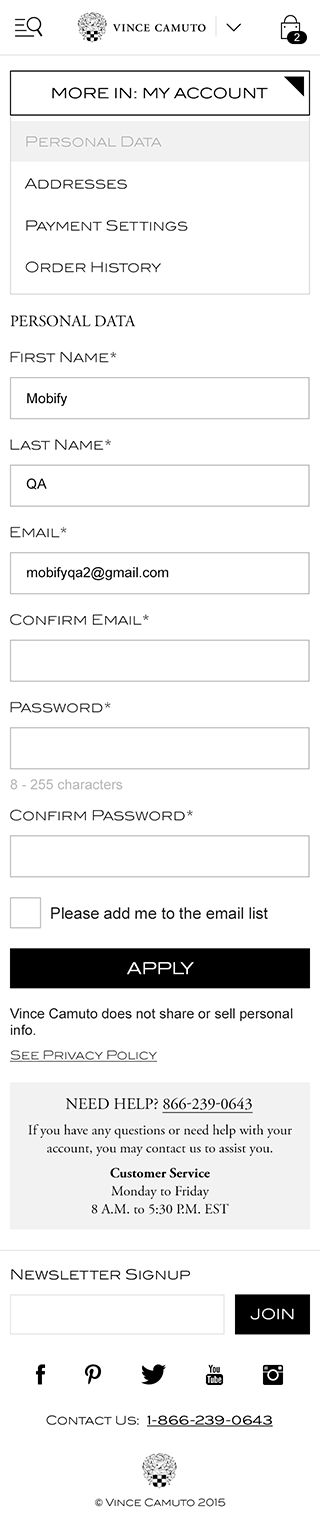 VINCE CAMUTO
2
MORE IN: MY ACCOUNT
PERSONAL DATA
ADDRESSES
PAYMENT SETTINGS
ORDER HISTORY
PERSONAL DATA
FIRST NAME*
Mobify
LAST NAME*
QA
EMAIL*
mobifyqa2@gmail.com
CONFIRM EMAIL*
PASSWORD*
8 - 255 characters
CONFIRM PASSWORD*
Please add me to the email list
APPLY
Vince Camuto does not share or sell personal
info.
SEE PRIVACY POLICY
NEED HELP? 866-239-0643
If you have any questions or need help with your
account, you may contact us to assist you.
Customer Service
Monday to Friday
8 A.M. to 5:30 P.M. EST
NEWSLETTER SIGNUP
JOIN
f
You
Tube
CONTACT US: 1-866-239-0643
© VINCE CAMUTO 2015